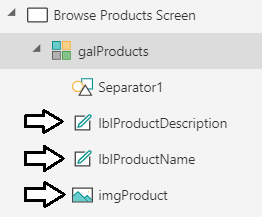 Browse Products Screen
galProducts
Separator1
lblProductDescription
lblProductName
imgProduct